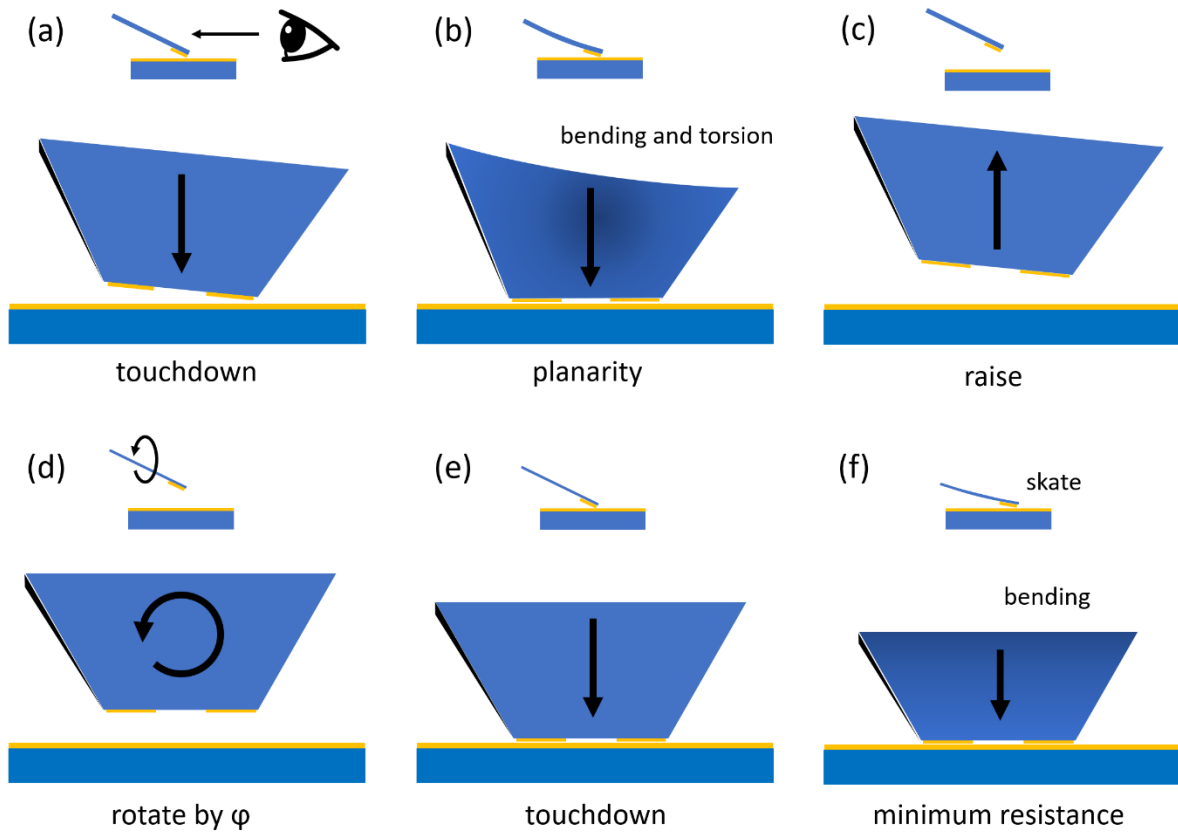 (a)
(b)
(c)
bending and torsion
touchdown
planarity
raise
(d)
(e)
(f)
skate
bending
rotate by φ
touchdown
minimum resistance